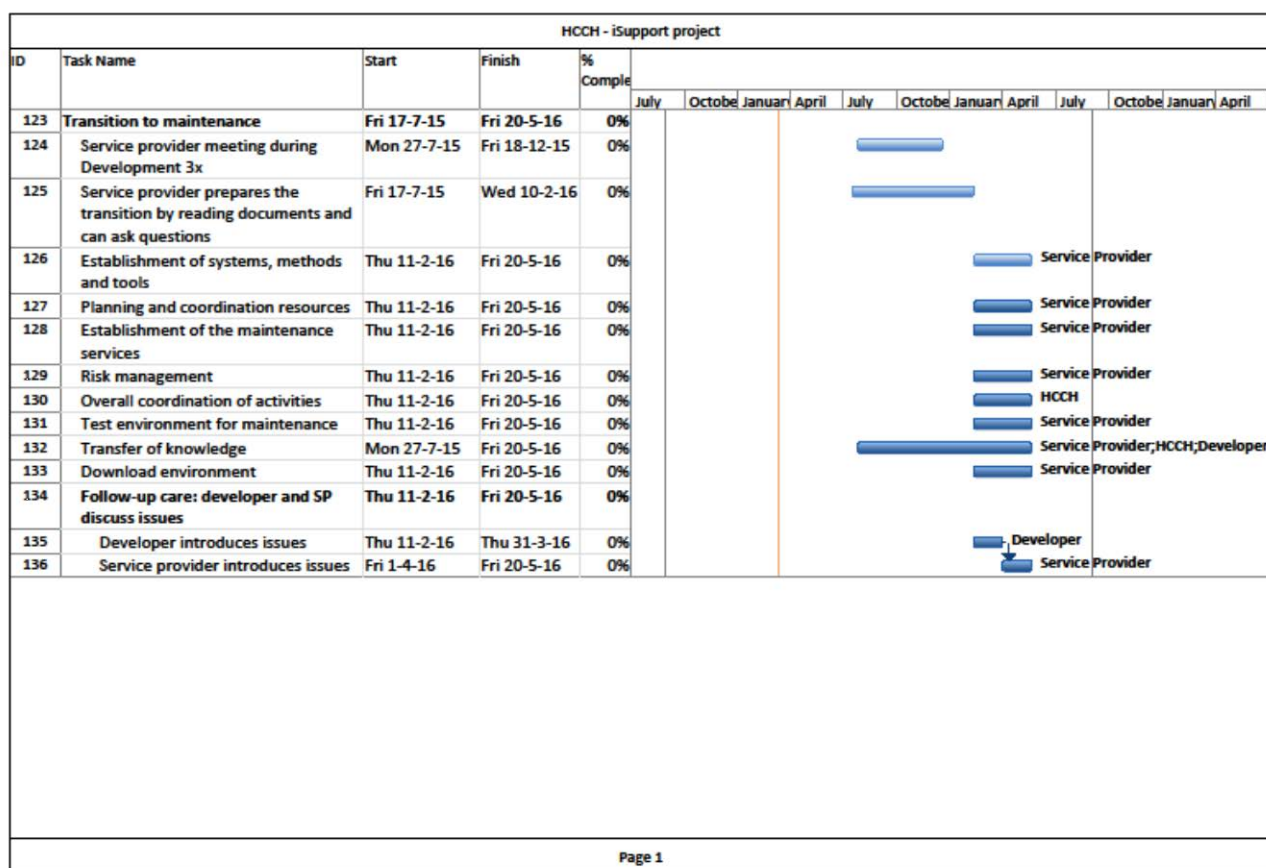 HCCH - iSupport project
ID Task Name Start Finish %
Comple
July Octobe Januar April July Octobe Januar April July Octobe Januar April
123 Transition to maintenance Fri 17-7-15 Fri 20-5-16 0%
124 Service provider meeting during Mon 27-7-15 Fri 18-12-15 0%
Development 3x
125 Service provider prepares the Fri 17-7-15 Wed 10-2-16 0%
transition by reading documents and
can ask questions
126 Establishment of systems, methods Thu 11-2-16 Fri 20-5-16 0% Service Provider
and tools
127 Planning and coordination resources Thu 11-2-16 Fri 20-5-16 0% Service Provider
128 Establishment of the maintenance Thu 11-2-16 Fri 20-5-16 0% Service Provider
services
129 Risk management Thu 11-2-16 Fri 20-5-16 0% Service Provider
130 Overall coordination of activities Thu 11-2-16 Fri 20-5-16 0% HCCH
131 Test environment for maintenance Thu 11-2-16 Fri 20-5-16 0% Service Provider
132 Transfer of knowledge Mon 27-7-15 Fri 20-5-16 0% Service Provider;HCCH;Developer
133 Download environment Thu 11-2-16 Fri 20-5-16 0% Service Provider
134 Follow-up care: developer and SP Thu 11-2-16 Fri 20-5-16 0%
discuss issues
135 Developer introduces issues Thu 11-2-16 Thu 31-3-16 0% Developer
136 Service provider introduces issues Fri 1-4-16 Fri 20-5-16 0% Service Provider
Page 1